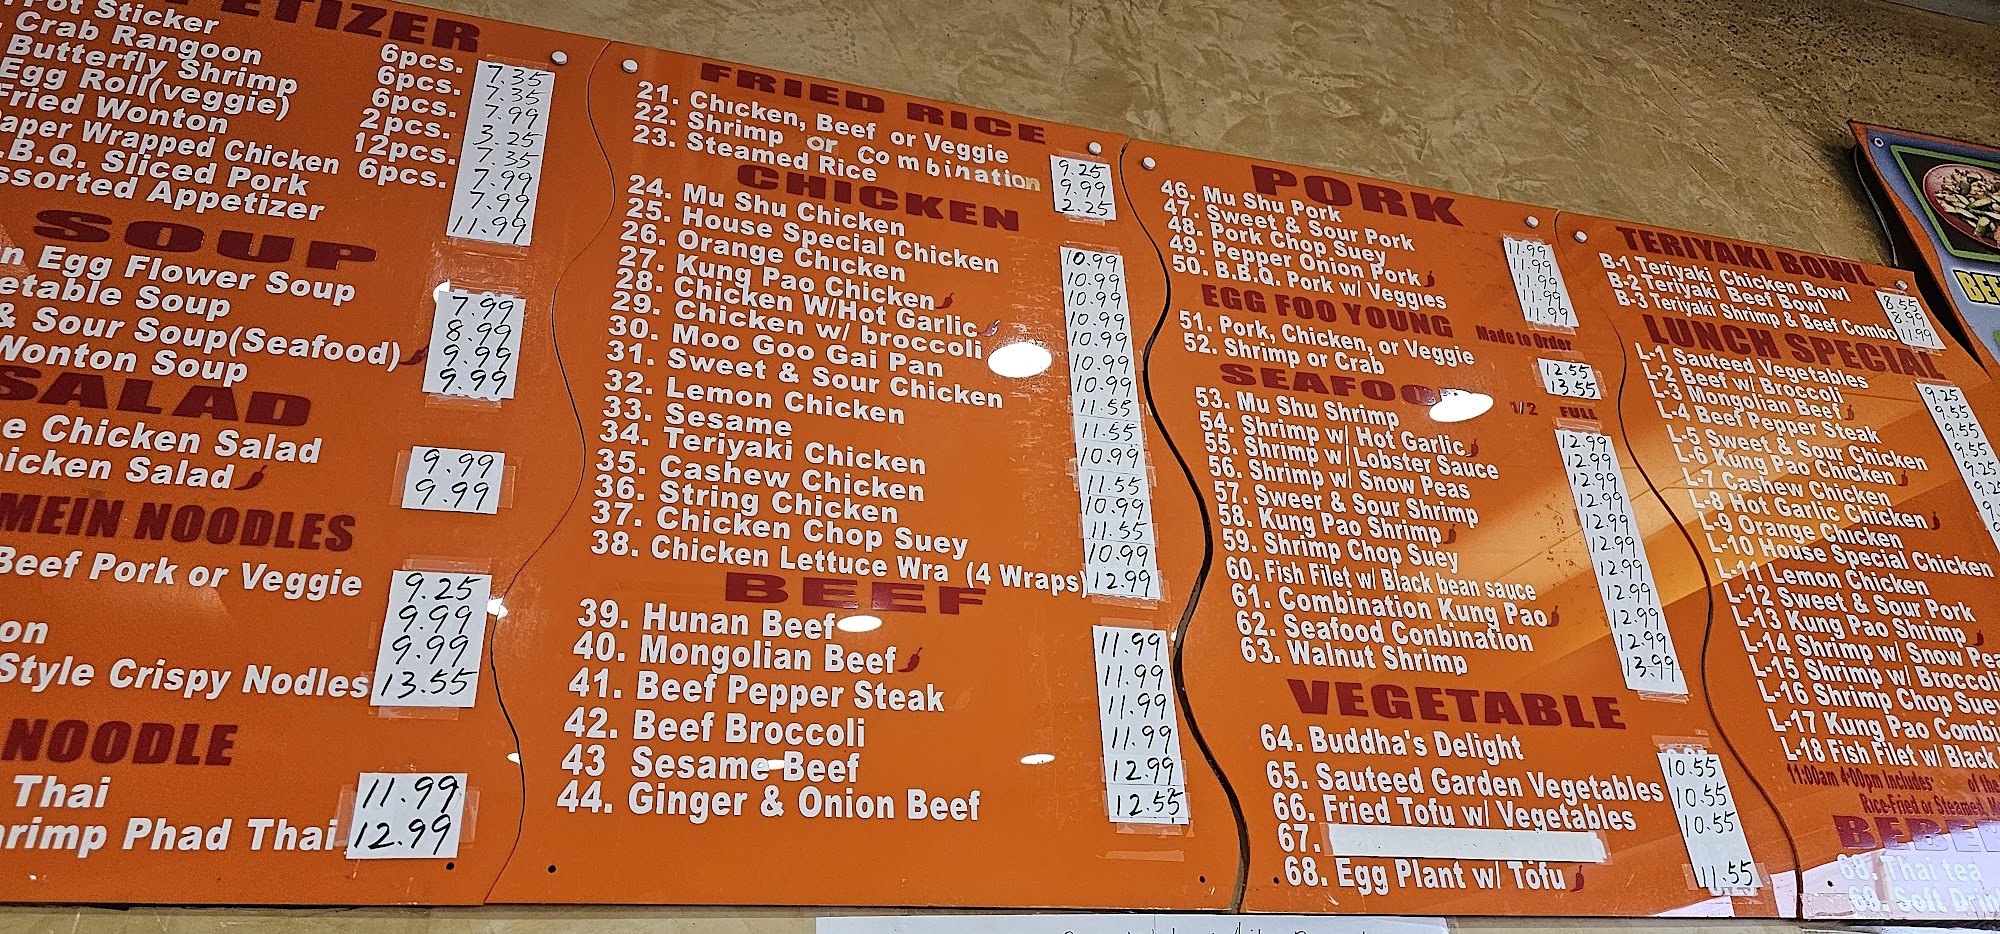 ETIZER
Pot Sticker 6pcs. 7.35
Crab Rangoon 6pcs. 7.35
Butterfly Shrimp 6pcs. 7.99
Egg Roll(veggie) 2pcs. 3.25
Fried Wonton 12pcs. 7.35
aper Wrapped Chicken 6pcs. 7.99
.B.Q. Sliced Pork 7.99
ssorted Appetizer 11.99
SOUP
n Egg Flower Soup 7.99
etable Soup 8.99
& Sour Soup(Seafood) 9.99
Wonton Soup 9.99
SALAD
e Chicken Salad 9.99
hicken Salad 9.99
MEIN NOODLES
Beef Pork or Veggie 9.25
9.99
on 9.99
Style Crispy Nodles 13.55
NOODLE
Thai 11.99
hrimp Phad Thai 12.99
FRIED RICE
21. Chicken, Beef or Veggie 9.25
22. Shrimp or Combination 9.99
23. Steamed Rice 2.25
CHICKEN
24. Mu Shu Chicken 10.99
25. House Special Chicken 10.99
26. Orange Chicken 10.99
27. Kung Pao Chicken 10.99
28. Chicken W/Hot Garlic 10.99
29. Chicken w/ broccoli 10.99
30. Moo Goo Gai Pan 10.99
31. Sweet & Sour Chicken 11.55
32. Lemon Chicken 11.55
33. Sesame 10.99
34. Teriyaki Chicken 11.55
35. Cashew Chicken 10.99
36. String Chicken 11.55
37. Chicken Chop Suey 10.99
38. Chicken Lettuce Wra (4 Wraps) 12.99
BEEF
39. Hunan Beef 11.99
40. Mongolian Beef 11.99
41. Beef Pepper Steak 11.99
42. Beef Broccoli 11.99
43 Sesame Beef 12.99
44. Ginger & Onion Beef 12.55
PORK
46. Mu Shu Pork 11.99
47. Sweet & Sour Pork 11.99
48. Pork Chop Suey 11.99
49. Pepper Onion Pork 11.99
50. B.B.Q. Pork w/ Veggies 11.99
EGG FOO YOUNG Made to Order
51. Pork, Chicken, or Veggie 12.55
52. Shrimp or Crab 13.55
SEAFOO 1/2 FULL
53. Mu Shu Shrimp 12.99
54. Shrimp w/ Hot Garlic 12.99
55. Shrimp w/ Lobster Sauce 12.99
56. Shrimp w/ Snow Peas 12.99
57. Sweer & Sour Shrimp 12.99
58. Kung Pao Shrimp 12.99
59. Shrimp Chop Suey 12.99
60. Fish Filet w/ Black bean sauce 12.99
61. Combination Kung Pao 12.99
62. Seafood Conbination 12.99
63. Walnut Shrimp 13.99
VEGETABLE
64. Buddha's Delight 10.55
65. Sauteed Garden Vegetables 10.55
66. Fried Tofu w/ Vegetables 10.55
67.
68. Egg Plant w/ Tofu 11.55
TERIYAKI BOWL
B-1 Teriyaki Chicken Bowl 8.55
B-2 Teriyaki Beef Bowl 8.99
B-3 Teriyaki Shrimp & Beef Combo 11.99
LUNCH SPECIAL
L-1 Sauteed Vegetables 9.25
L-2 Beef w/ Broccoli 9.55
L-3 Mongolian Beef 9.55
L-4 Beef Pepper Steak 9.55
L-5 Sweet & Sour Chicken 9.25
L-6 Kung Pao Chicken
L-7 Cashew Chicken
L-8 Hot Garlic Chicken
L-9 Orange Chicken
L-10 House Special Chicken
L-11 Lemon Chicken
L-12 Sweet & Sour Pork
L-13 Kung Pao Shrimp
L-14 Shrimp w/ Snow Pea
L-15 Shrimp w/ Broccoli
L-16 Shrimp Chop Suey
L-17 Kung Pao Combi
L-18 Fish Filet w/ Black
11:00am 4:00pm Includes of the
Rice-Fried or Steamed,
BEBE
68. Thai tea
69. Soft Drin
BEE